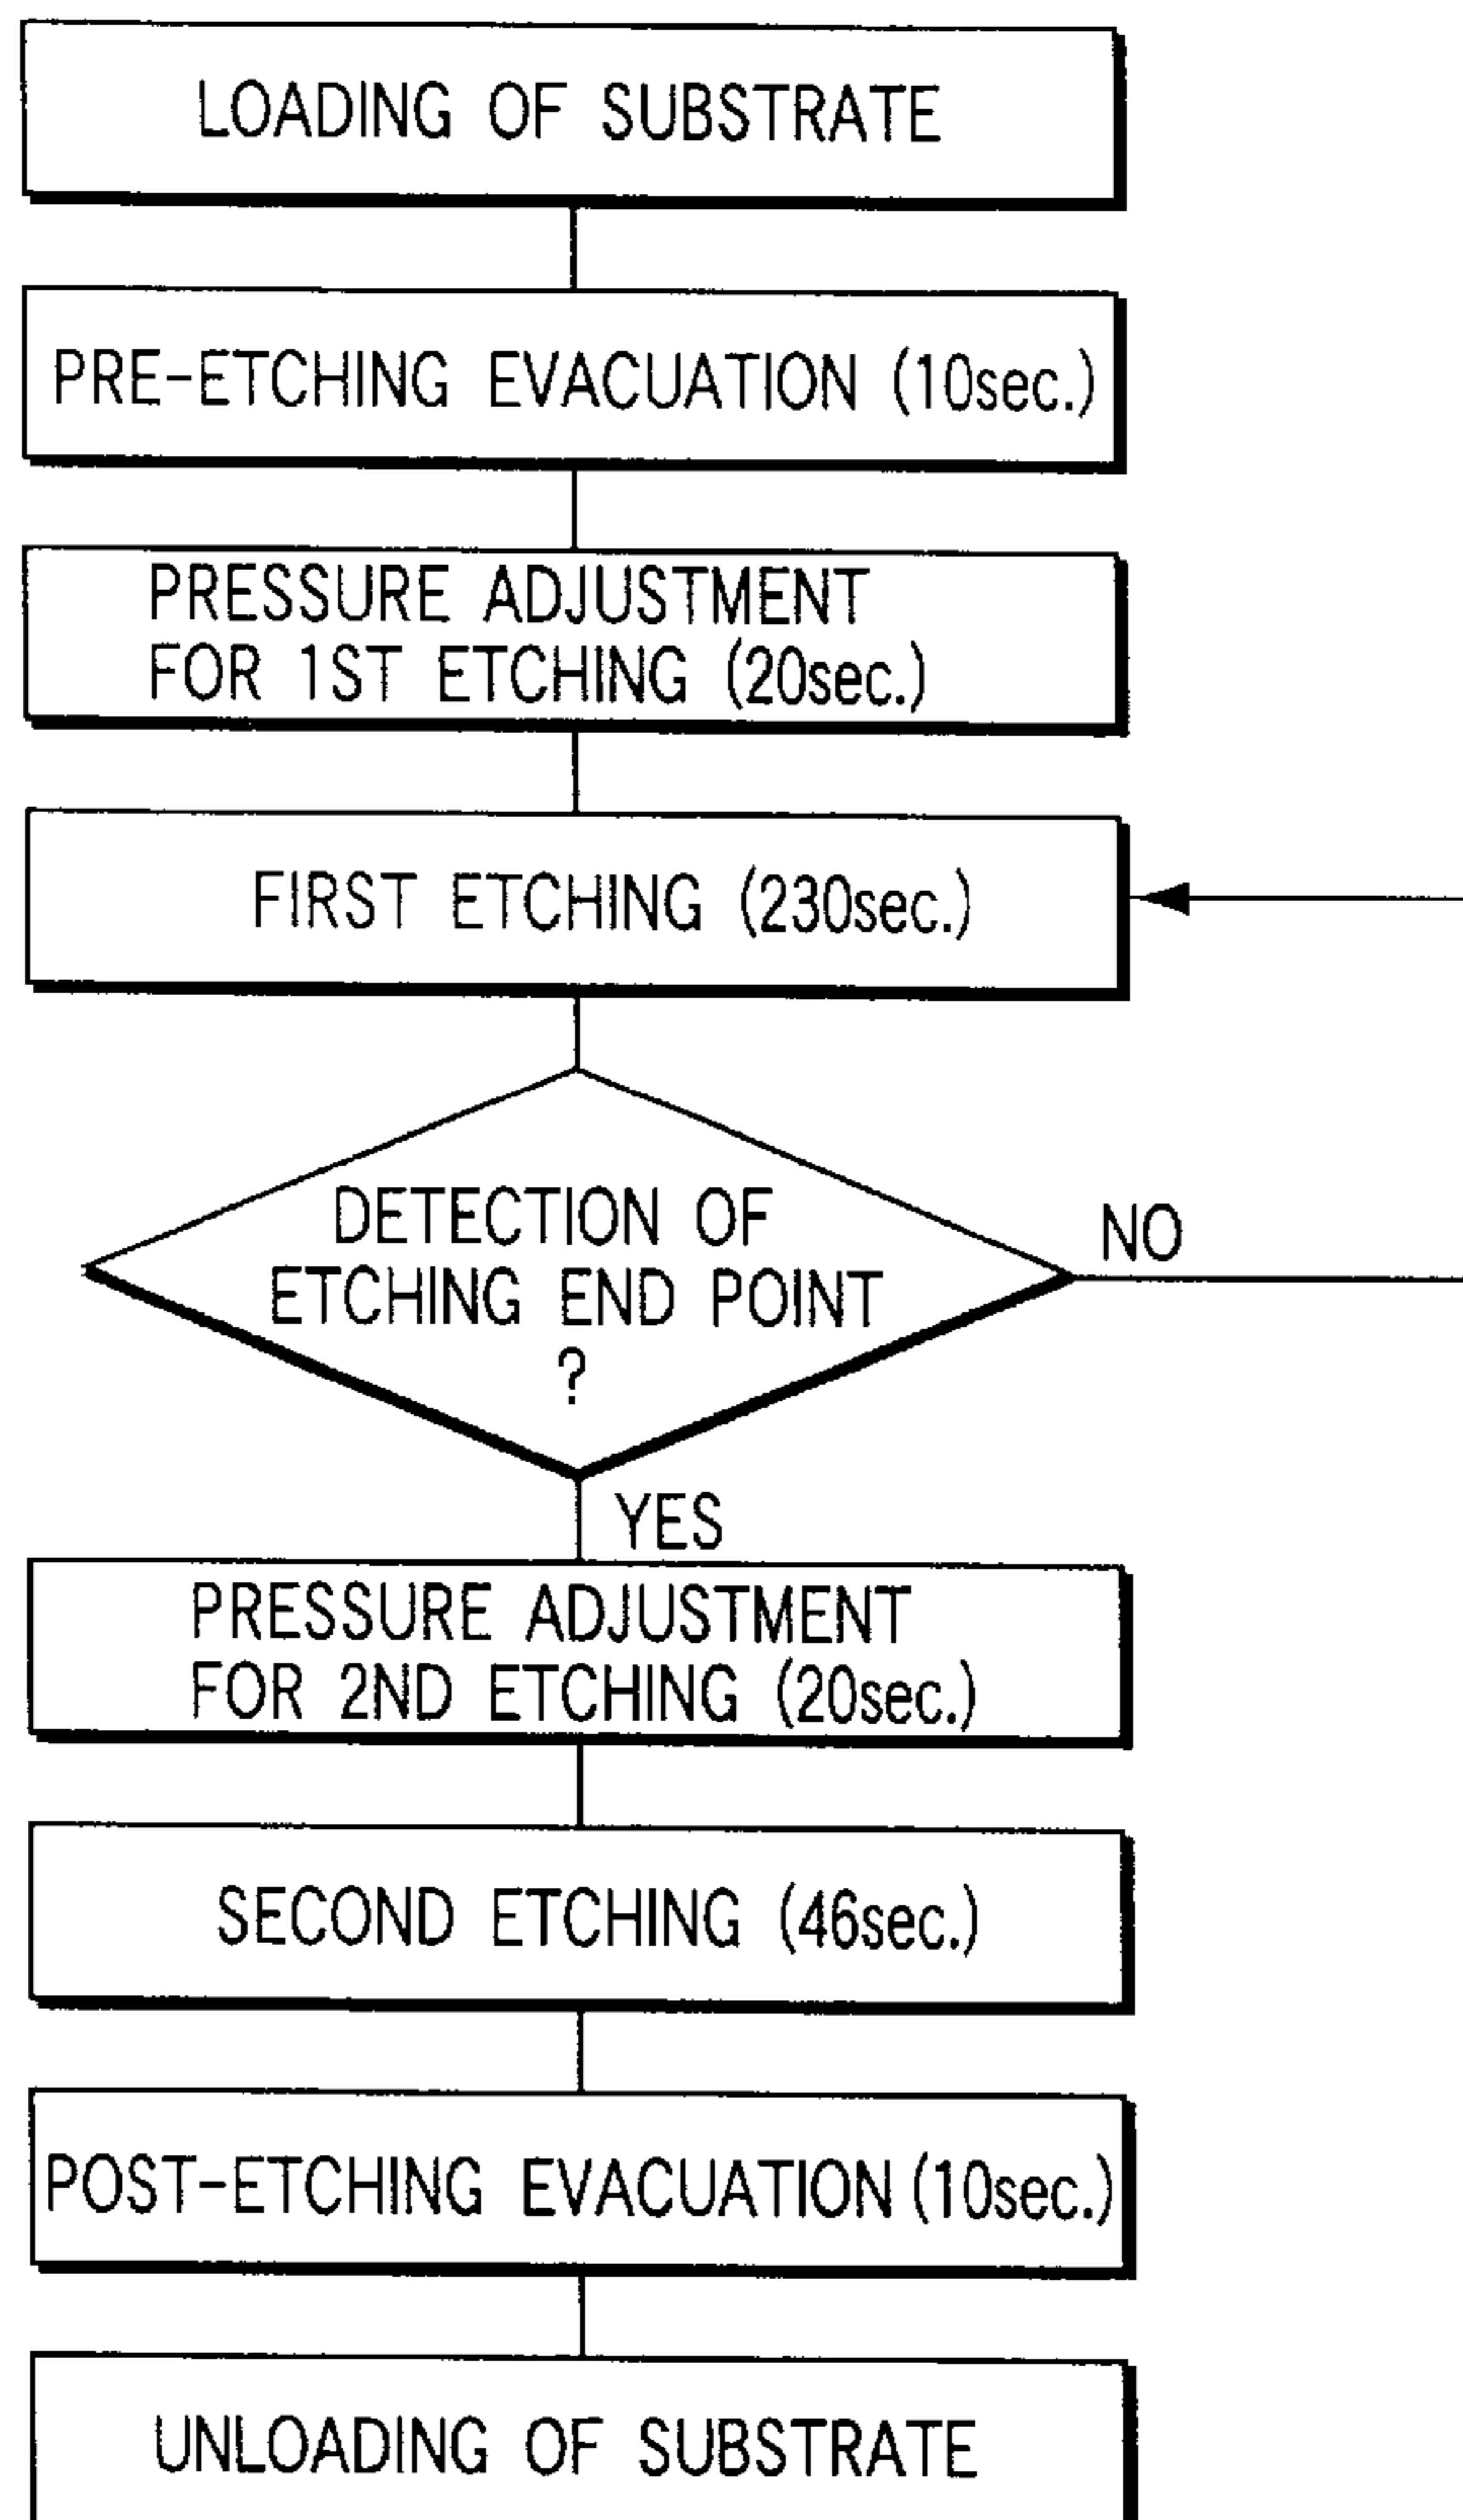 LOADING OF SUBSTRATE
PRE-ETCHING EVACUATION (10sec.)
PRESSURE ADJUSTMENT
FOR 1ST ETCHING (20sec.)
FIRST ETCHING (230sec.)
DETECTION OF
ETCHING END POINT
?
NO
YES
PRESSURE ADJUSTMENT
FOR 2ND ETCHING (20sec.)
SECOND ETCHING (46sec.)
POST-ETCHING EVACUATION (10sec.)
UNLOADING OF SUBSTRATE